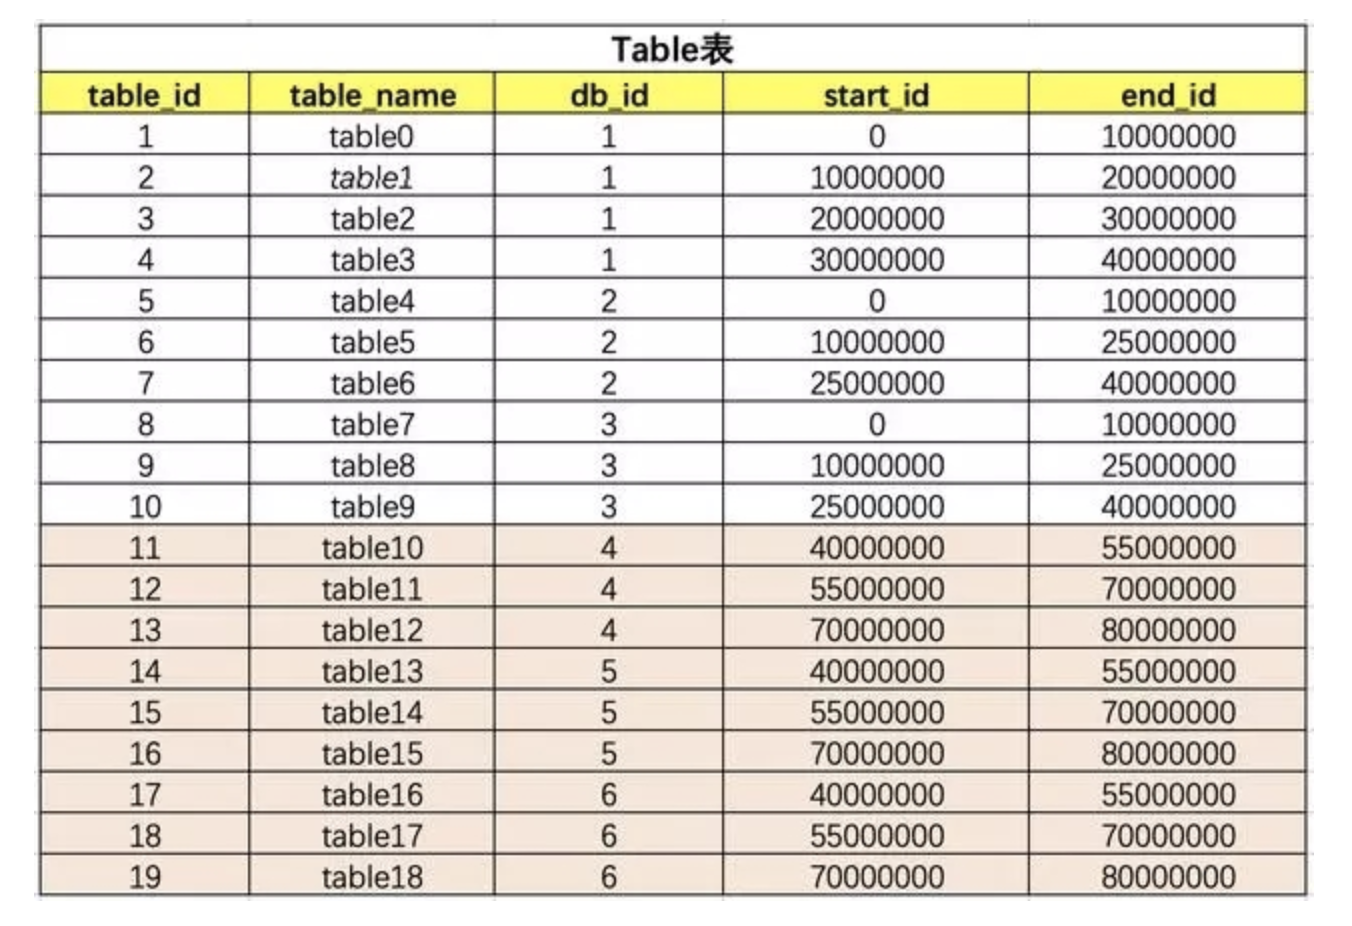 Table表
table_id table_name db_id start_id end_id
1 table0 1 0 10000000
2 table1 1 10000000 20000000
3 table2 1 20000000 30000000
4 table3 1 30000000 40000000
5 table4 2 0 10000000
6 table5 2 10000000 25000000
7 table6 2 25000000 40000000
8 table7 3 0 10000000
9 table8 3 10000000 25000000
10 table9 3 25000000 40000000
11 table10 4 40000000 55000000
12 table11 4 55000000 70000000
13 table12 4 70000000 80000000
14 table13 5 40000000 55000000
15 table14 5 55000000 70000000
16 table15 5 70000000 80000000
17 table16 6 40000000 55000000
18 table17 6 55000000 70000000
19 table18 6 70000000 80000000